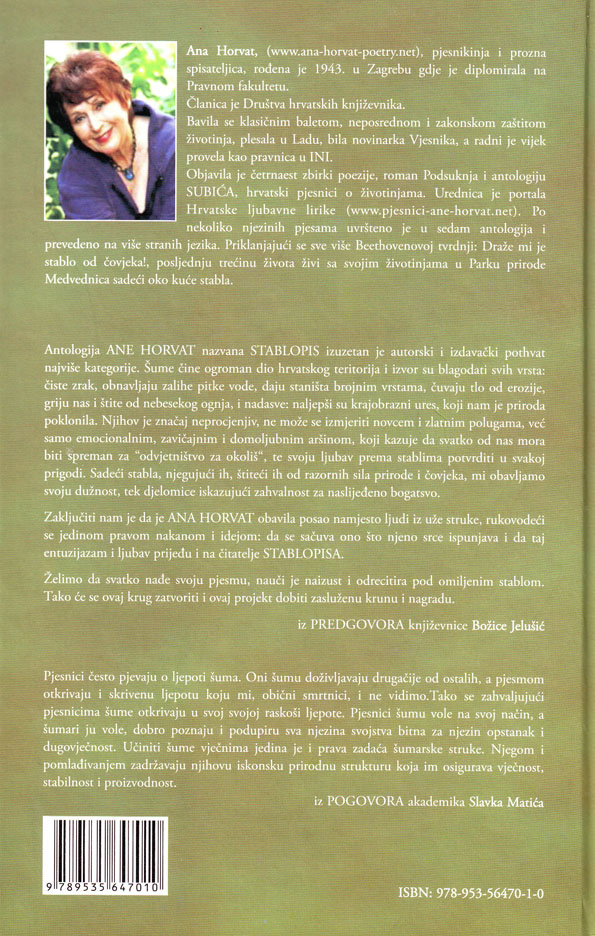 Ana Horvat, (www.ana-horvat-poetry.net), pjesnikinja i prozna
spisateljica, rođena je 1943. u Zagrebu gdje je diplomirala na
Pravnom fakultetu.
Članica je Društva hrvatskih književnika.
Bavila se klasičnim baletom, neposrednom i zakonskom zaštitom
životinja, plesala u Ladu, bila novinarka Vjesnika, a radni je vijek
provela kao pravnica u INI.
Objavila je četrnaest zbirki poezije, roman Podsuknja i antologiju
SUBIĆA, hrvatski pjesnici o životinjama. Urednica je portala
Hrvatske ljubavne lirike (www.pjesnici-ane-horvat.net). Po
nekoliko njezinih pjesama uvršteno je u sedam antologija i
prevedeno na više stranih jezika. Priklanjajući se sve više Beethovenovoj tvrdnji: Draže mi je
stablo od čovjeka!, posljednju trećinu života živi sa svojim životinjama u Parku prirode
Medvednica sadeći oko kuće stabla.
Antologija ANE HORVAT nazvana STABLOPIS izuzetan je autorski i izdavački pothvat
najviše kategorije. Šume čine ogroman dio hrvatskog teritorija i izvor su blagodati svih vrsta:
čiste zrak, obnavljaju zalihe pitke vode, daju staništa brojnim vrstama, čuvaju tlo od erozije,
griju nas i štite od nebesekog ognja, i nadasve: naljepši su krajobrazni ures, koji nam je priroda
poklonila. Njihov je značaj neprocjenjiv, ne može se izmjeriti novcem i zlatnim polugama, već
samo emocionalnim, zavičajnim i domoljubnim aršinom, koji kazuje da svatko od nas mora
biti spreman za “odvjetništvo za okoliš“, te svoju ljubav prema stablima potvrditi u svakoj
prigodi. Sadeći stabla, njegujući ih, štiteći ih od razornih sila prirode i čovjeka, mi obavljamo
svoju dužnost, tek djelomice iskazujući zahvalnost za naslijeđeno bogatsvo.
Zaključiti nam je da je ANA HORVAT obavila posao namjesto ljudi iz uže struke, rukovodeći
se jedinom pravom nakanom i idejom: da se sačuva ono što njeno srce ispunjava i da taj
entuzijazam i ljubav prijeđu i na čitatelje STABLOPISA.
Želimo da svatko nađe svoju pjesmu, nauči je naizust i odrecitira pod omiljenim stablom.
Tako će se ovaj krug zatvoriti i ovaj projekt dobiti zasluženu krunu i nagradu.
iz PREDGOVORA književnice Božice Jelušić
Pjesnici često pjevaju o ljepoti šuma. Oni šumu doživljavaju drugačije od ostalih, a pjesmom
otkrivaju i skrivenu ljepotu koju mi, obični smrtnici, i ne vidimo.Tako se zahvaljujući
pjesnicima šume otkrivaju u svoj svojoj raskoši ljepote. Pjesnici šumu vole na svoj način, a
šumari ju vole, dobro poznaju i podupiru sva njezina svojstva bitna za njezin opstanak i
dugovječnost. Učiniti šume vječnima jedina je i prava zadaća šumarske struke. Njegom i
pomlađivanjem zadržavaju njihovu iskonsku prirodnu strukturu koja im osigurava vječnost,
stabilnost i proizvodnost.
iz POGOVORA akademika Slavka Matića
9 789535 647010
ISBN: 978-953-56470-1-0